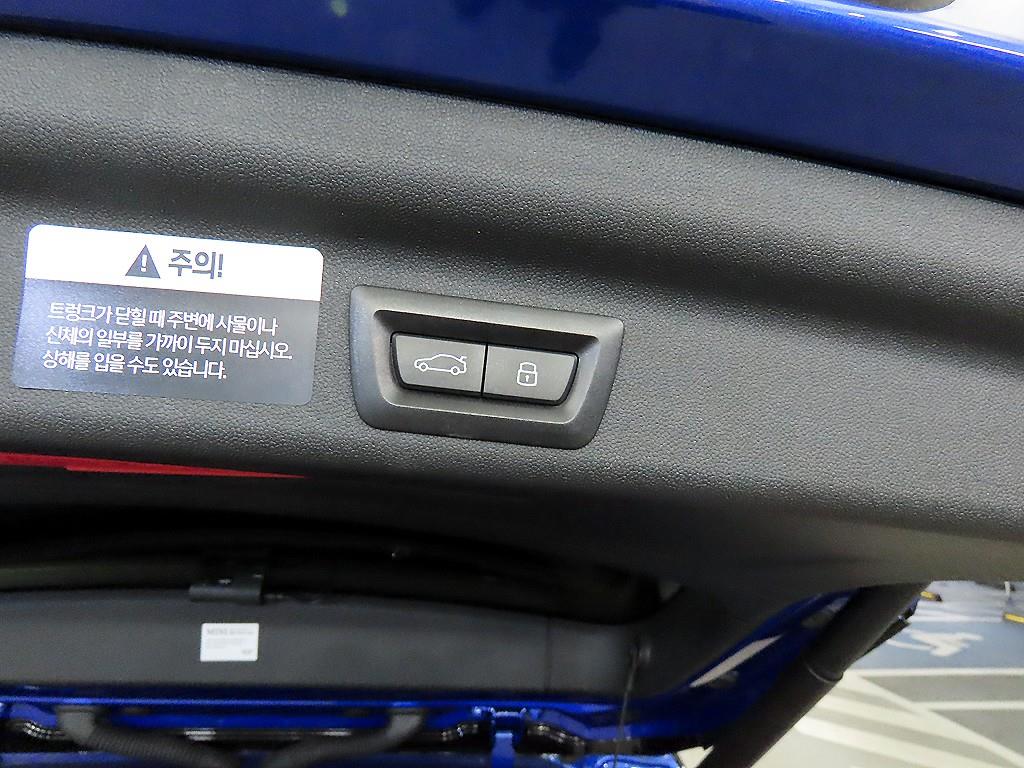 주의!
트렁크가 닫힐 때 주변에 사물이나
신체의 일부를 가까이 두지 마십시오.
상해를 입을 수도 있습니다.